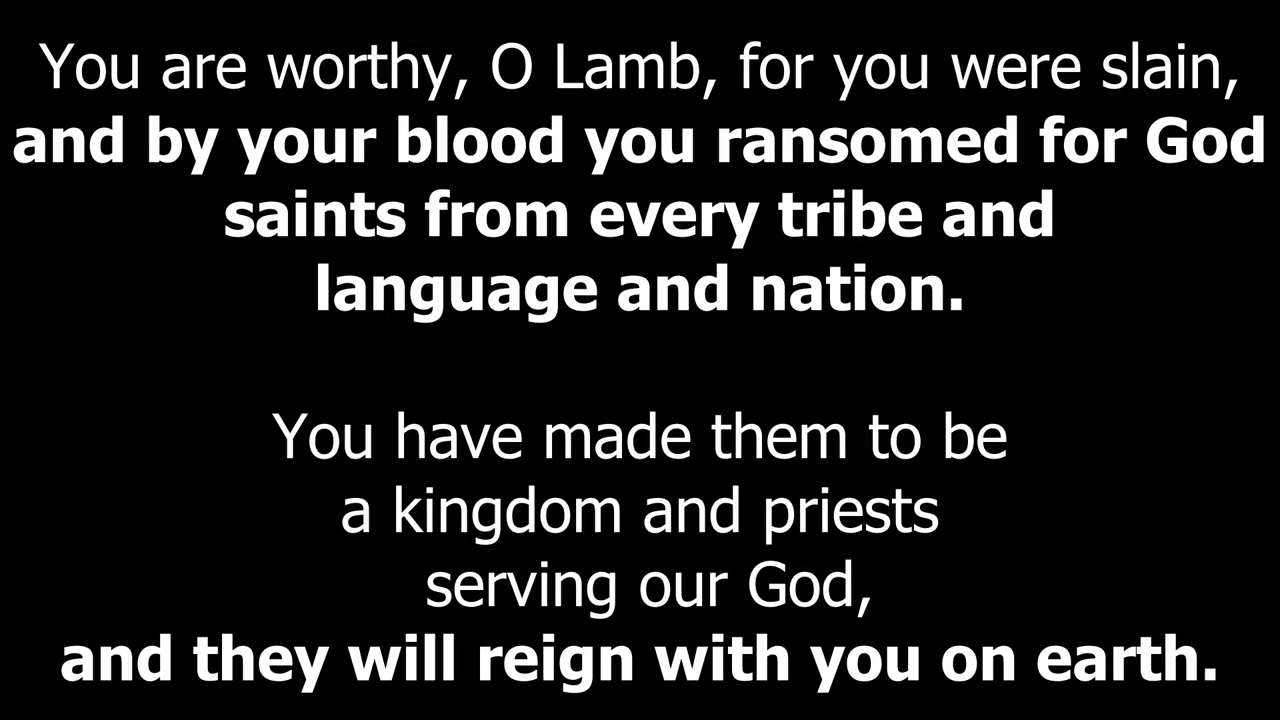 You are worthy, O Lamb, for you were slain,
and by your blood you ransomed for God
saints from every tribe and
language and nation.
You have made them to be
a kingdom and priests
serving our God,
and they will reign with you on earth.